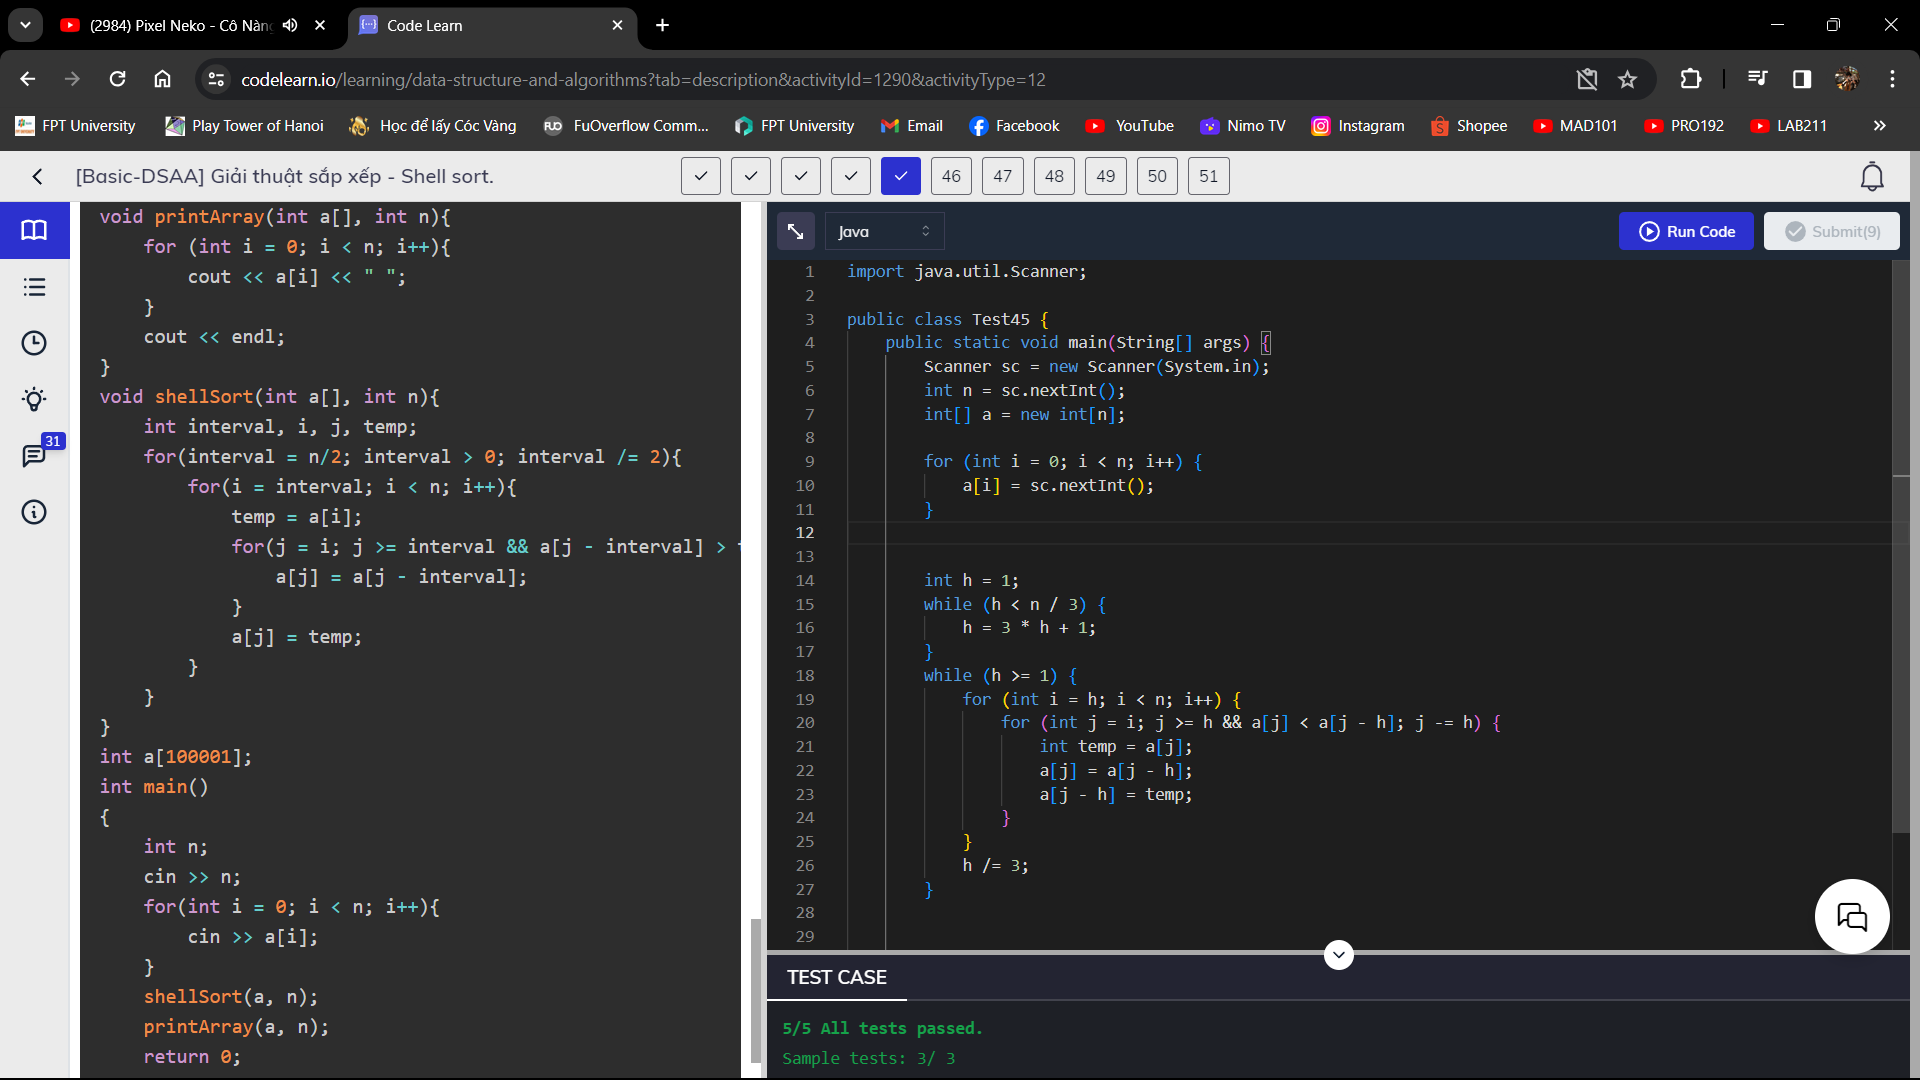 (2984) Pixel Neko - Cô Nàng
Code Learn
codelearn.io/learning/data-structure-and-algorithms?tab=description&activityId=1290&activityType=12
FPT University
Play Tower of Hanoi
Học để lấy Cóc Vàng
FuOverflow Comm...
FPT University
Email
Facebook
YouTube
Nimo TV
Instagram
Shopee
MAD101
PRO192
LAB211
[Basic-DSAA] Giải thuật sắp xếp - Shell sort.
46
47
48
49
50
51
31
void printArray(int a[], int n){
for (int i = 0; i < n; i++){
cout << a[i] << " ";
}
cout << endl;
}
void shellSort(int a[], int n){
int interval, i, j, temp;
for(interval = n/2; interval > 0; interval /= 2){
for(i = interval; i < n; i++){
temp = a[i];
for(j = i; j >= interval && a[j - interval] >
a[j] = a[j - interval];
}
a[j] = temp;
}
}
}
int a[100001];
int main()
{
int n;
cin >> n;
for(int i = 0; i < n; i++){
cin >> a[i];
}
shellSort(a, n);
printArray(a, n);
return 0;
Java
Run Code
Submit(9)
1 import java.util.Scanner;
2
3 public class Test45 {
4 public static void main(String[] args) {
5 Scanner sc = new Scanner(System.in);
6 int n = sc.nextInt();
7 int[] a = new int[n];
8
9 for (int i = 0; i < n; i++) {
10 a[i] = sc.nextInt();
11 }
12
13
14 int h = 1;
15 while (h < n / 3) {
16 h = 3 * h + 1;
17 }
18 while (h >= 1) {
19 for (int i = h; i < n; i++) {
20 for (int j = i; j >= h && a[j] < a[j - h]; j -= h) {
21 int temp = a[j];
22 a[j] = a[j - h];
23 a[j - h] = temp;
24 }
25 }
26 h /= 3;
27 }
28
29
TEST CASE
5/5 All tests passed.
Sample tests: 3/ 3